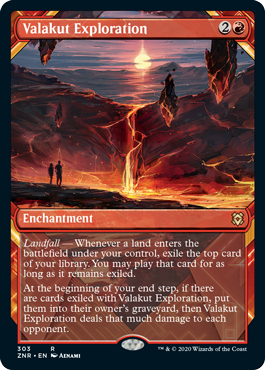 Valakut Exploration 2
Enchantment
Landfall — Whenever a land enters the
battlefield under your control, exile the top
card of your library. You may play that card for as
long as it remains exiled.
At the beginning of your end step, if there
are cards exiled with Valakut Exploration, put
them into their owner's graveyard, then Valakut
Exploration deals that much damage to each
opponent.
303 R
ZNR • EN AENAMI
™ & © 2020 Wizards of the Coast